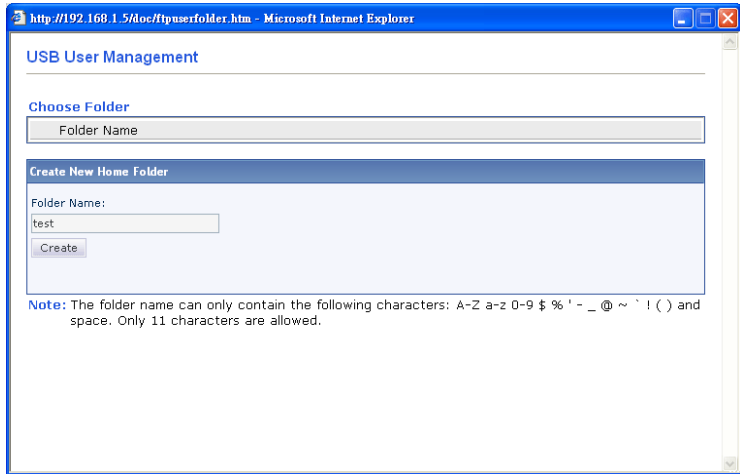 http://192.168.1.5/doc/ftpuserfolder.htm - Microsoft Internet Explorer
USB User Management
Choose Folder
Folder Name
Create New Home Folder
Folder Name:
test
Create
Note: The folder name can only contain the following characters: A-Z a-z 0-9 $ % ' - _ @ ~ ` ! ( ) and
space. Only 11 characters are allowed.